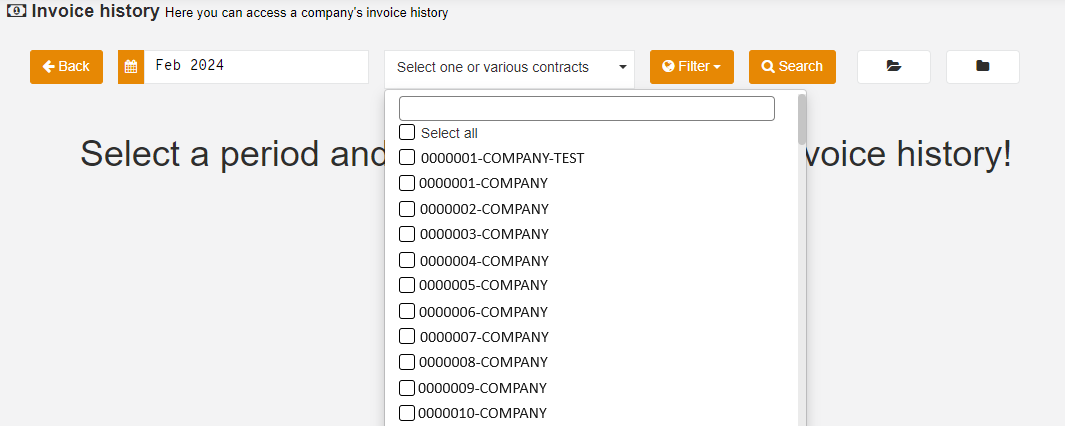 Invoice history Here you can access a company's invoice history
Back Feb 2024 Select one or various contracts Filter Search
Select all
0000001-COMPANY-TEST
Select a period and voice history!
0000001-COMPANY
0000002-COMPANY
0000003-COMPANY
0000004-COMPANY
0000005-COMPANY
0000006-COMPANY
0000007-COMPANY
0000008-COMPANY
0000009-COMPANY
0000010-COMPANY